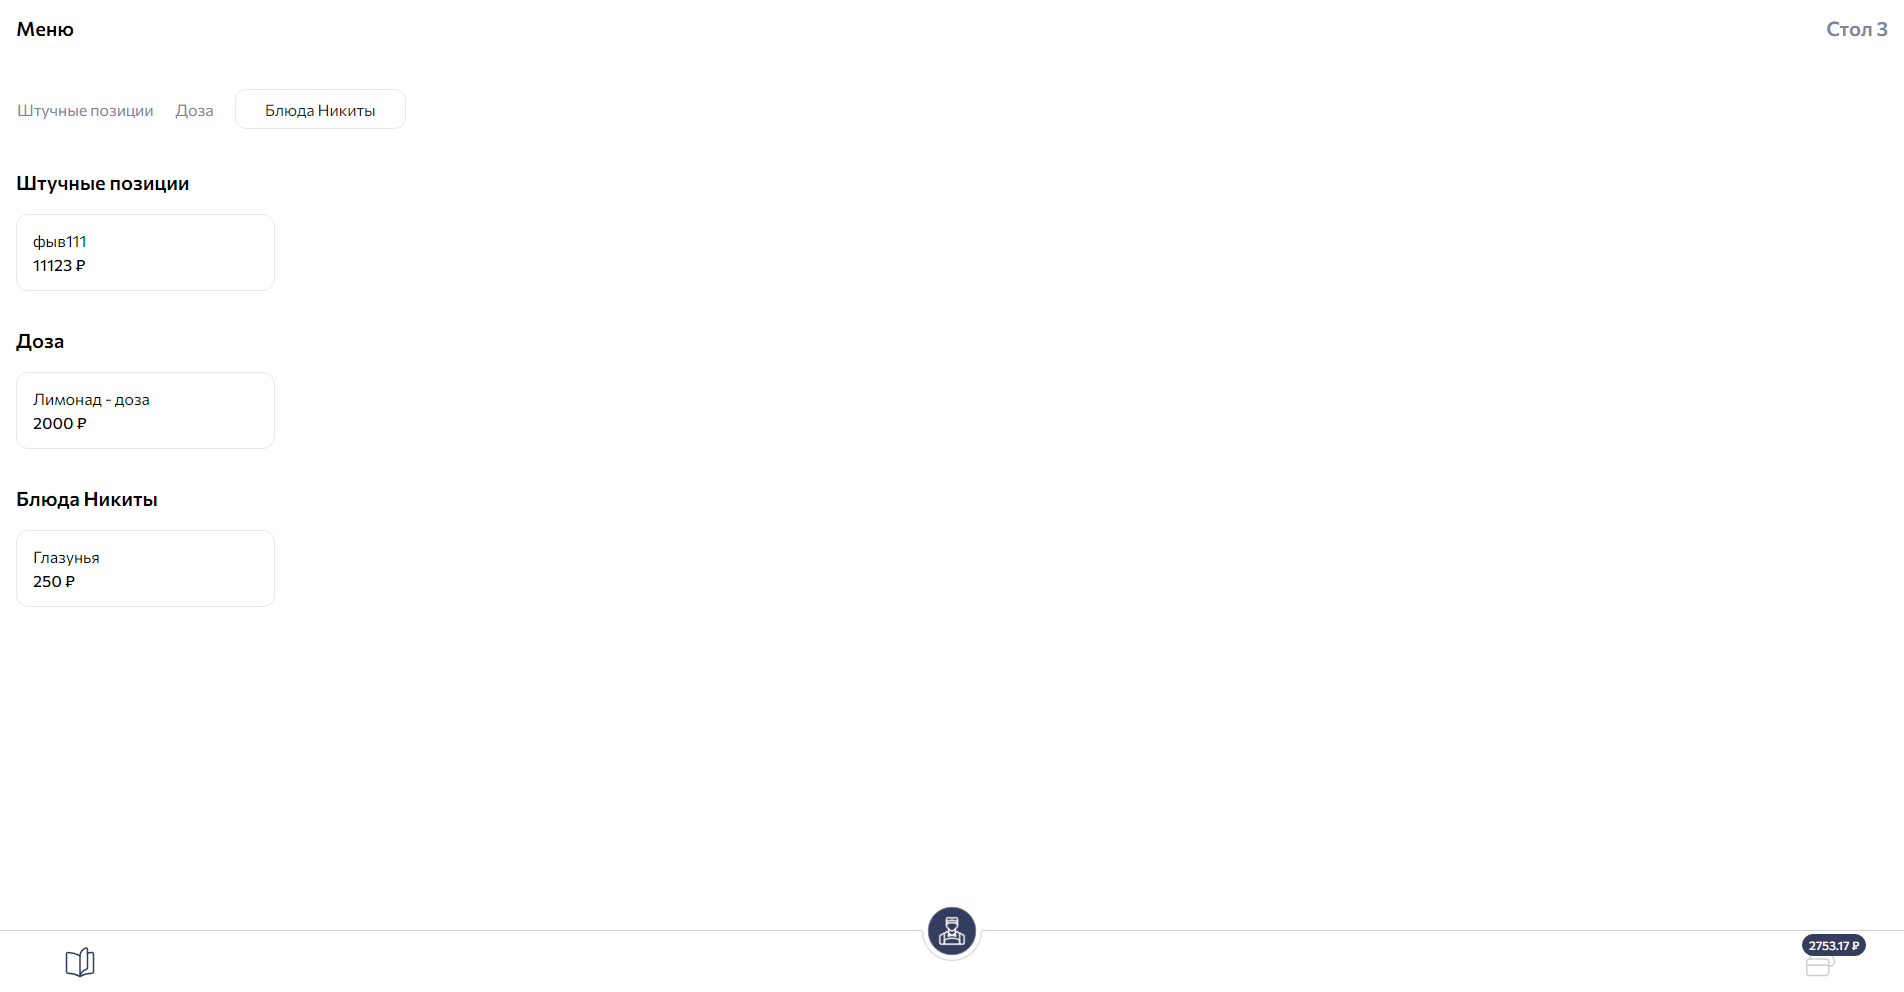 Меню
Стол 3
Штучные позиции
Доза
Блюда Никиты
Штучные позиции
фыв111
11123 ₽
Доза
Лимонад - доза
2000 ₽
Блюда Никиты
Глазунья
250 ₽
2753.17 ₽